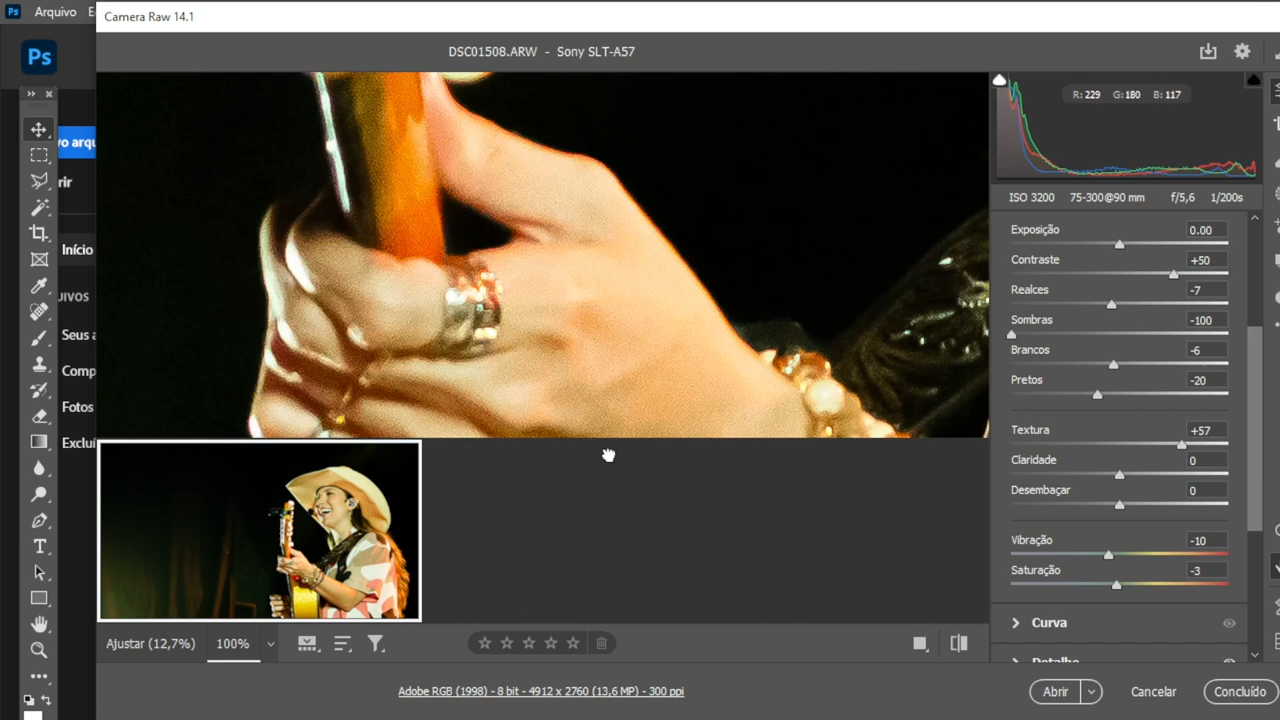 Ps Arquivo E
Camera Raw 14.1
Ps
DSC01508.ARW - Sony SLT-A57
R: 229 G: 180 B: 117
vo arqu
rir
ISO 3200 75-300@90 mm f/5,6 1/200s
Início
UIVOS
Seus a
Comp
Fotos
Excluí
Exposição 0.00
Contraste +50
Realces -7
Sombras -100
Brancos -6
Pretos -20
Textura +57
Claridade 0
Desembaçar 0
Vibração -10
Saturação -3
Curva
Detalhe
Ajustar (12,7%) 100%
Adobe RGB (1998) - 8 bit - 4912 x 2760 (13,6 MP) - 300 ppi
Abrir Cancelar Concluído